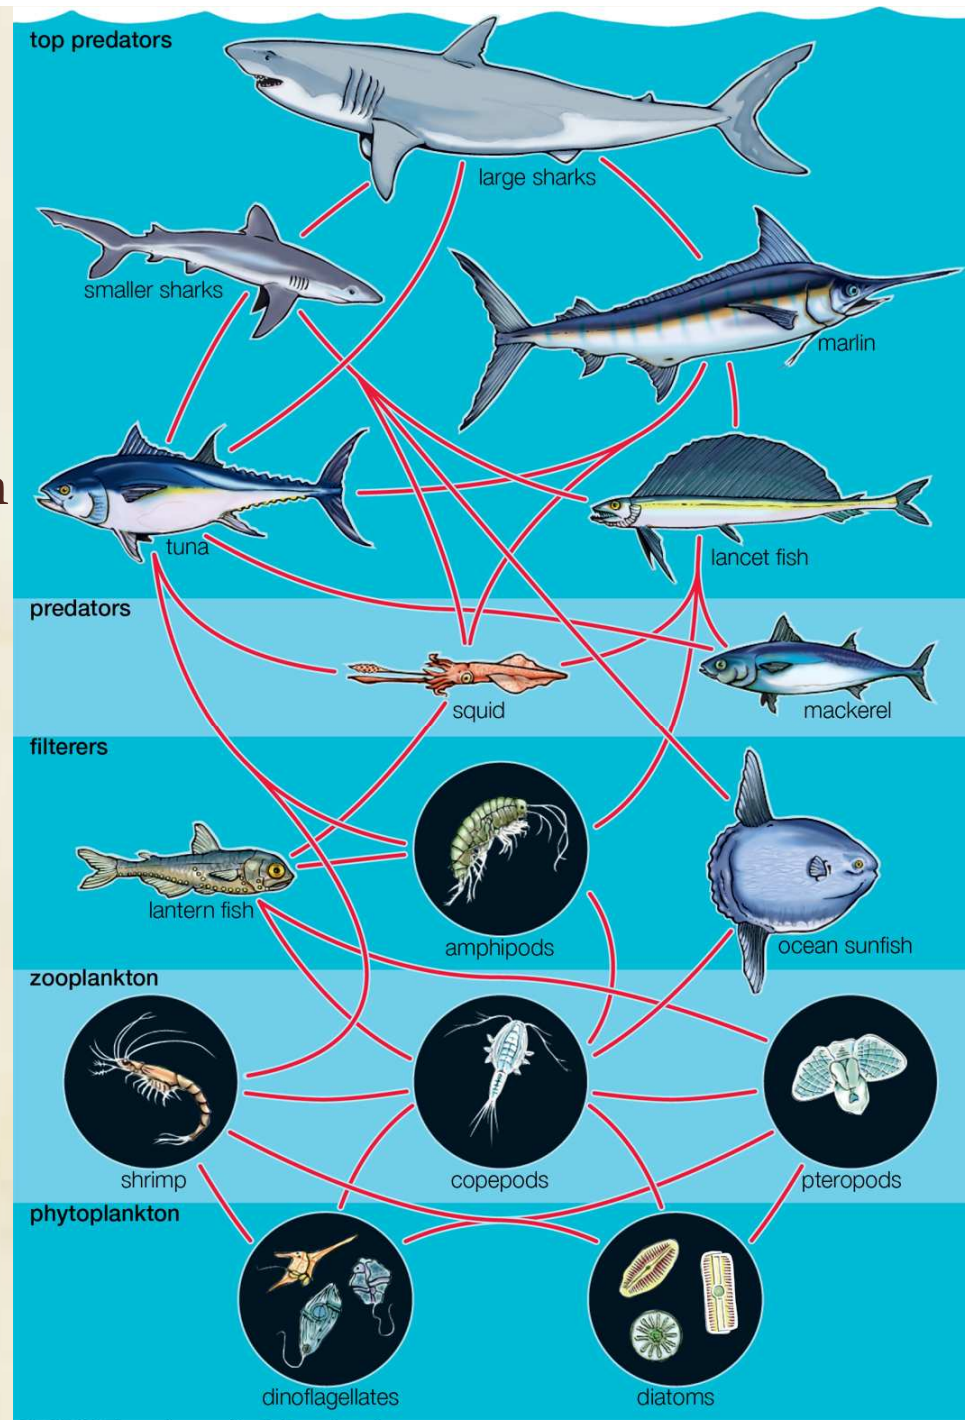 top predators
large sharks
smaller sharks
marlin
tuna
lancet fish
predators
squid
mackerel
filterers
lantern fish
amphipods
ocean sunfish
zooplankton
shrimp
copepods
pteropods
phytoplankton
dinoflagellates
diatoms